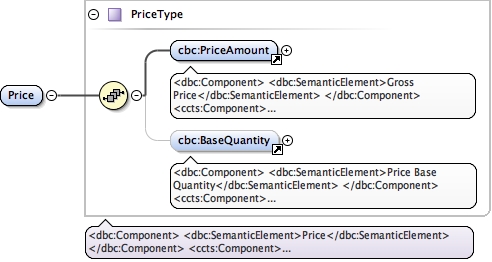 PriceType
cbc:PriceAmount
<dbc:Component> <dbc:SemanticElement>Gross
Price</dbc:SemanticElement> </dbc:Component>
<ccts:Component>...
Price
cbc:BaseQuantity
<dbc:Component> <dbc:SemanticElement>Price Base
Quantity</dbc:SemanticElement> </dbc:Component>
<ccts:Component>...
<dbc:Component> <dbc:SemanticElement>Price</dbc:SemanticElement>
</dbc:Component> <ccts:Component>...